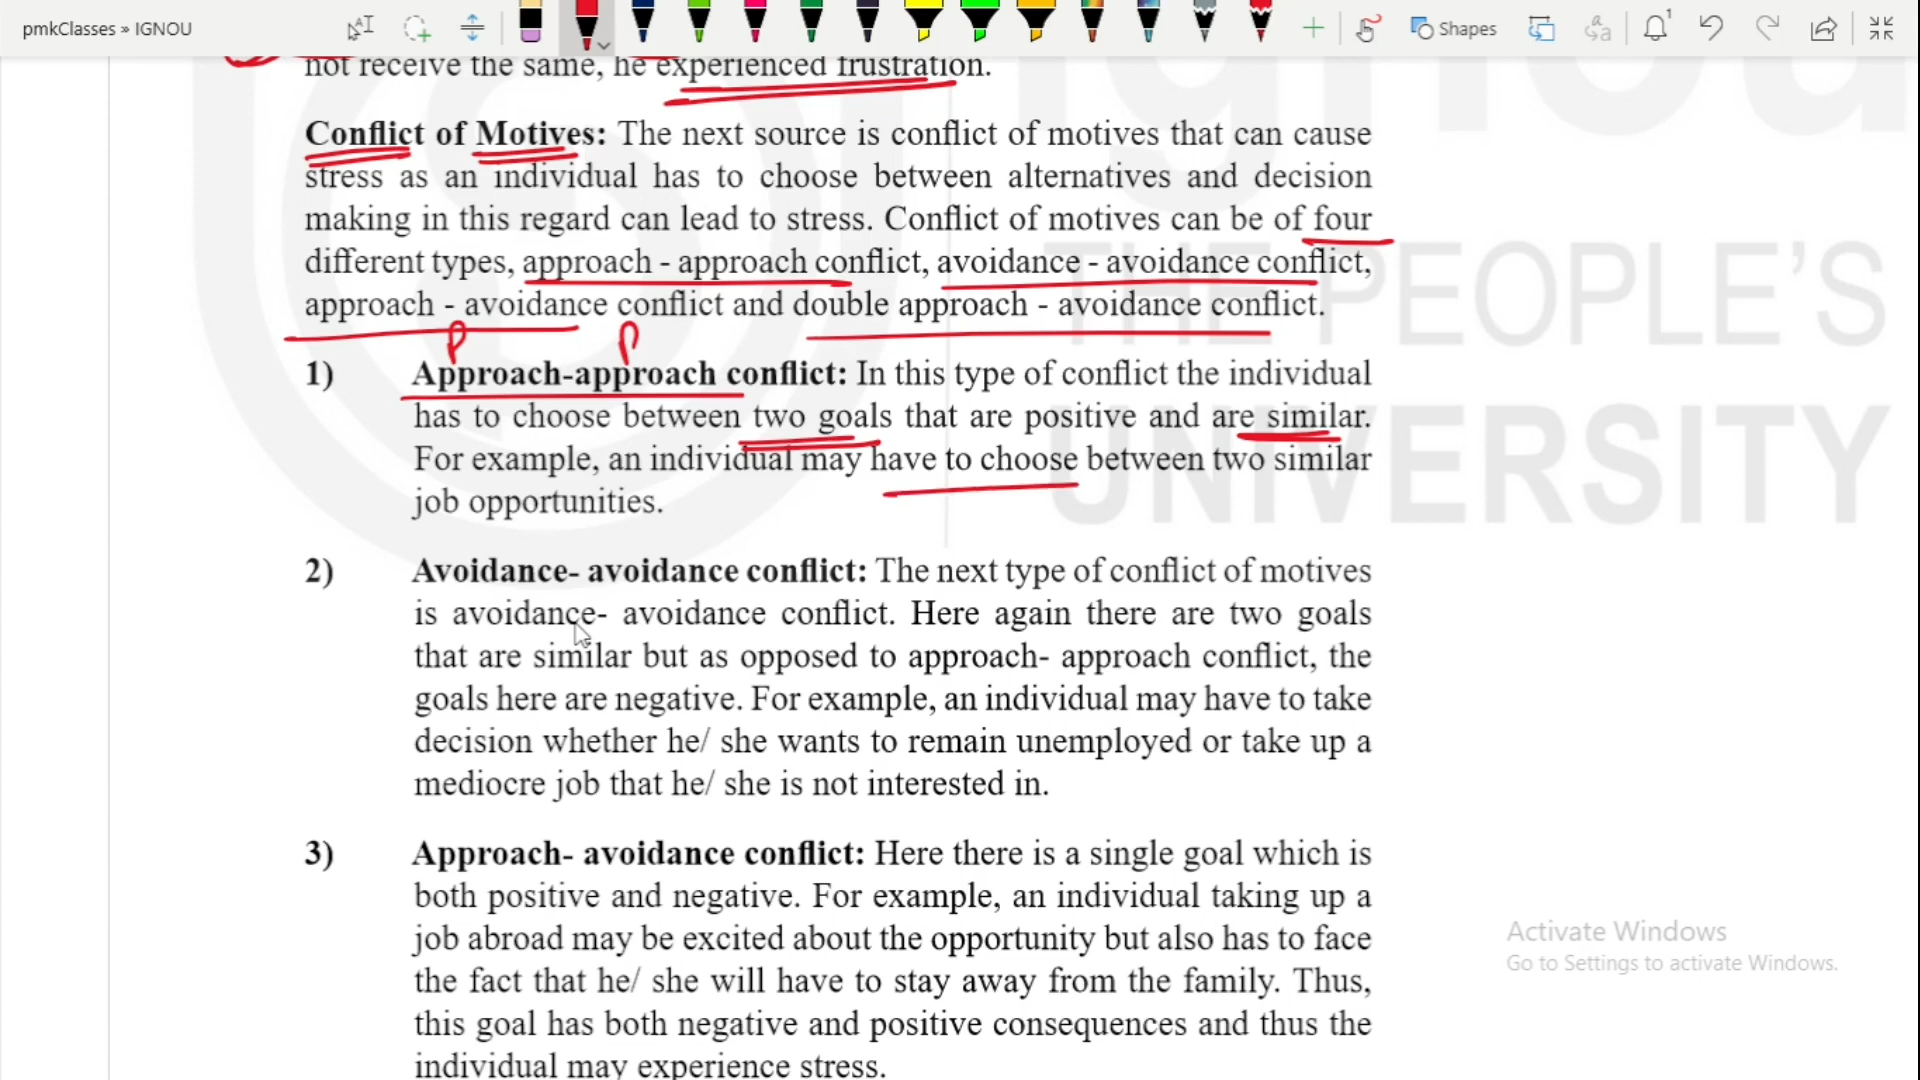 pmkClasses » IGNOU
Shapes
not receive the same, he experienced frustration.
Conflict of Motives: The next source is conflict of motives that can cause
stress as an individual has to choose between alternatives and decision
making in this regard can lead to stress. Conflict of motives can be of four
different types, approach - approach conflict, avoidance - avoidance conflict,
approach - avoidance conflict and double approach - avoidance conflict.
P P
1) Approach-approach conflict: In this type of conflict the individual
has to choose between two goals that are positive and are similar.
For example, an individual may have to choose between two similar
job opportunities.
2) Avoidance- avoidance conflict: The next type of conflict of motives
is avoidance- avoidance conflict. Here again there are two goals
that are similar but as opposed to approach- approach conflict, the
goals here are negative. For example, an individual may have to take
decision whether he/ she wants to remain unemployed or take up a
mediocre job that he/ she is not interested in.
3) Approach- avoidance conflict: Here there is a single goal which is
both positive and negative. For example, an individual taking up a
job abroad may be excited about the opportunity but also has to face
the fact that he/ she will have to stay away from the family. Thus,
this goal has both negative and positive consequences and thus the
individual may experience stress.
ignou
THE PEOPLE'S
UNIVERSITY
Activate Windows
Go to Settings to activate Windows.